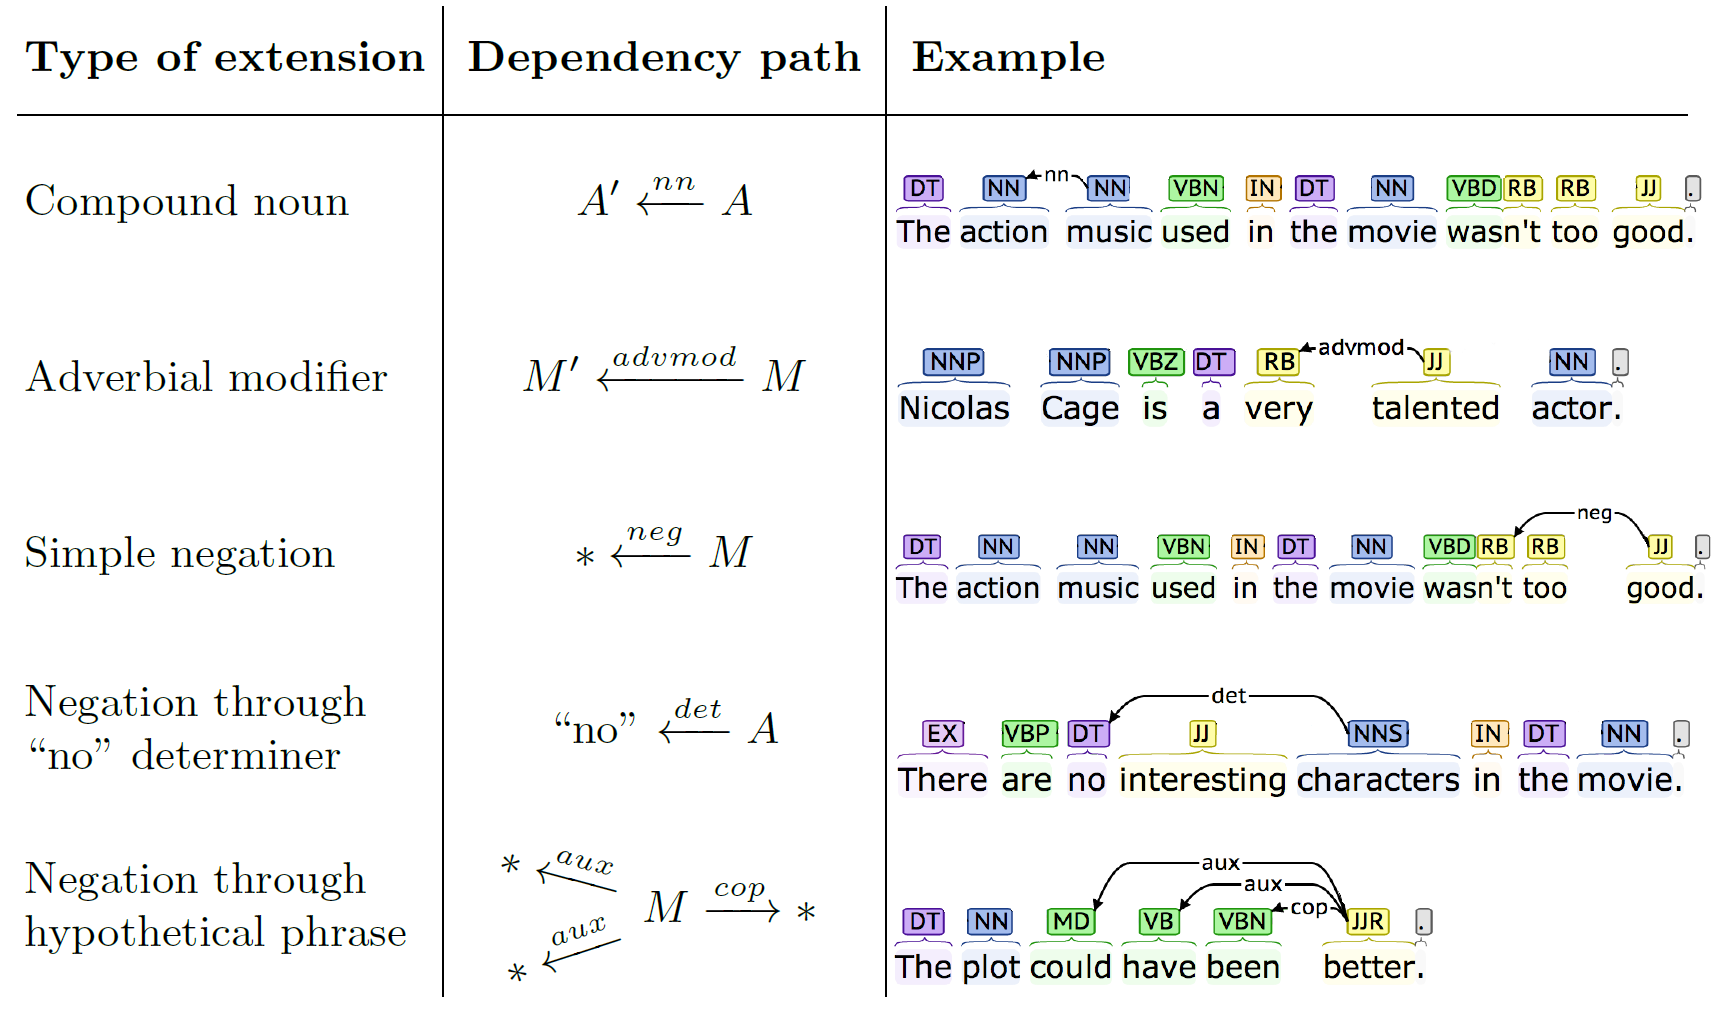 Type of extension Dependency path Example
Compound noun A′ ←nn A
DT NN nn NN VBN IN DT NN VBD RB RB JJ .
The action music used in the movie wasn't too good.
Adverbial modifier M′ ←advmod M
NNP NNP VBZ DT RB advmod JJ NN .
Nicolas Cage is a very talented actor.
Simple negation * ←neg M
neg
DT NN NN VBN IN DT NN VBD RB RB JJ .
The action music used in the movie wasn't too good.
Negation through
“no” determiner “no” ←det A
det
EX VBP DT JJ NNS IN DT NN .
There are no interesting characters in the movie.
Negation through
hypothetical phrase * ←aux * ←aux M cop→ *
aux
aux
cop
DT NN MD VB VBN JJR .
The plot could have been better.